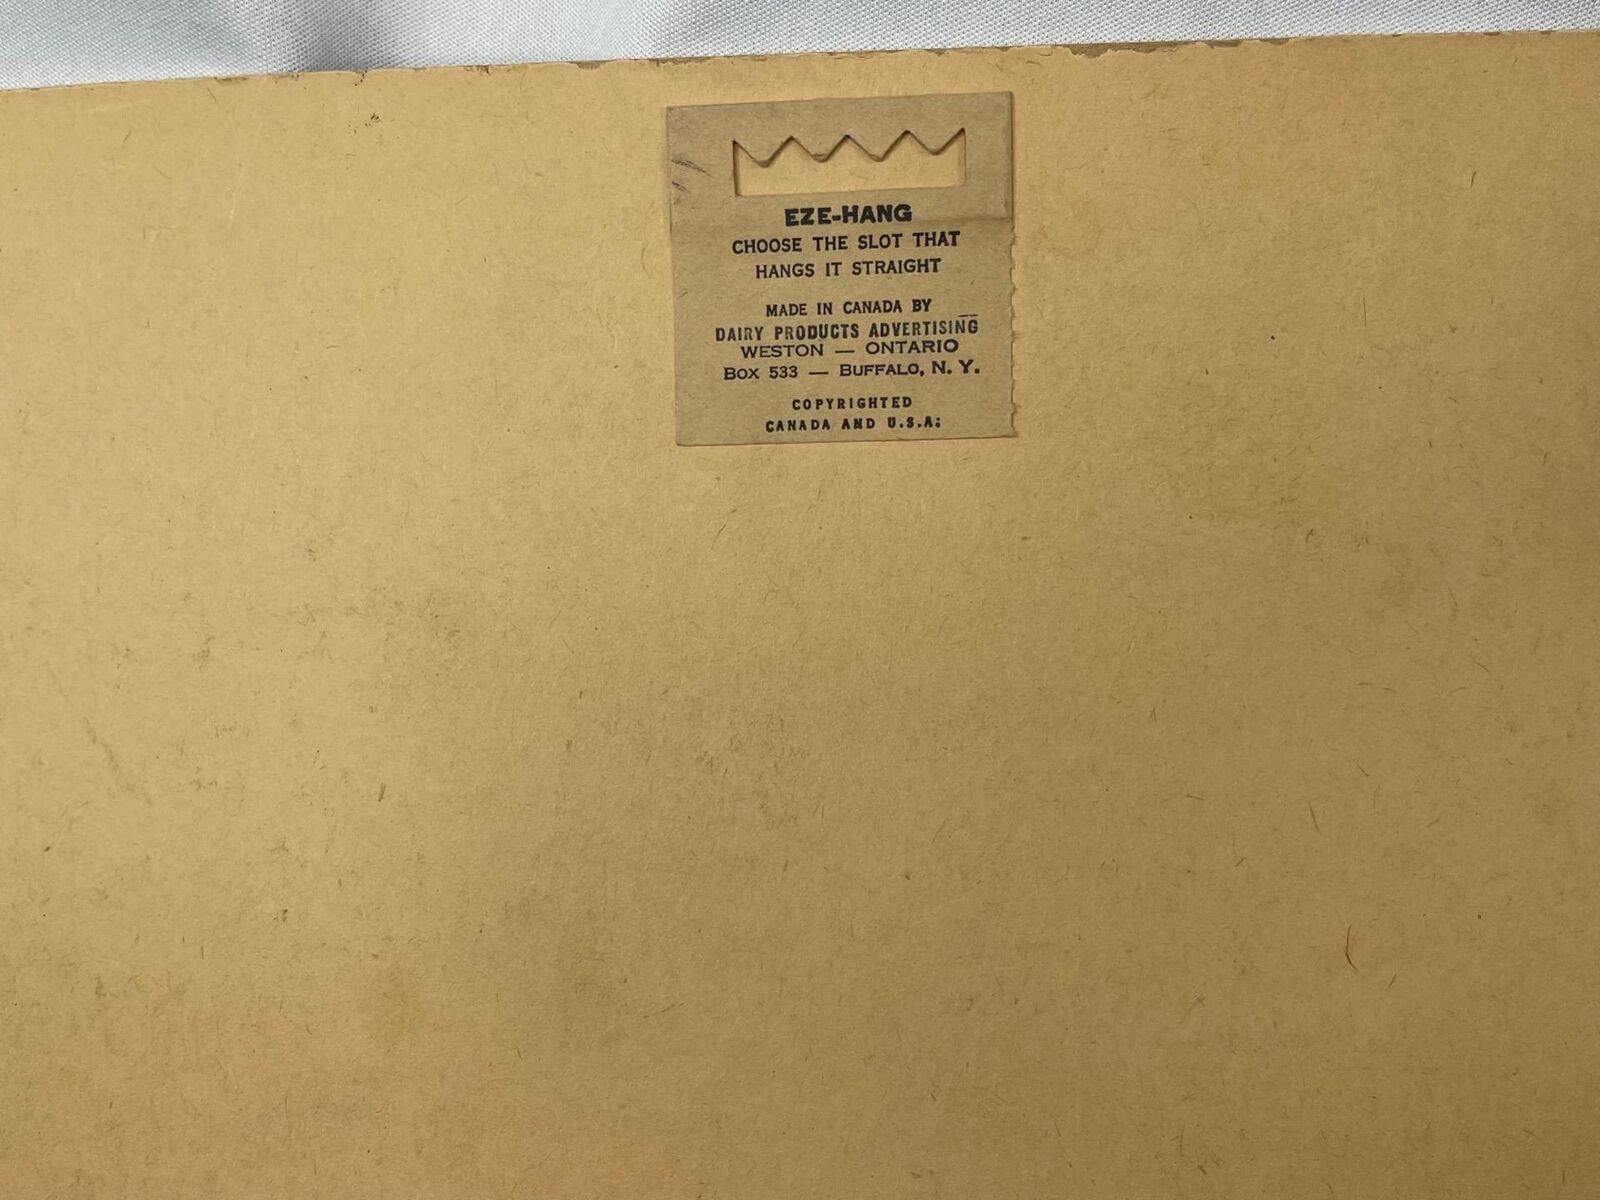 EZE-HANG
CHOOSE THE SLOT THAT
HANGS IT STRAIGHT
MADE IN CANADA BY
DAIRY PRODUCTS ADVERTISING
WESTON — ONTARIO
BOX 533 — BUFFALO, N. Y.
COPYRIGHTED
CANADA AND U.S.A: